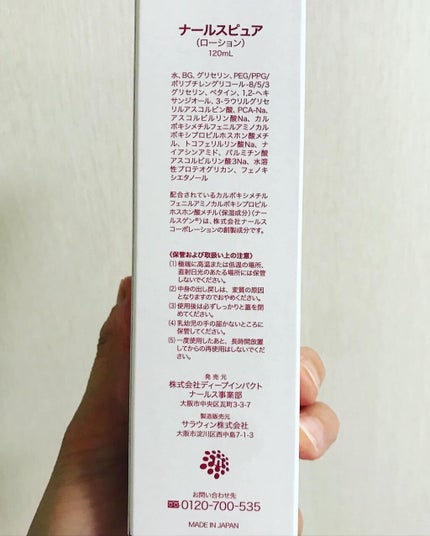 ナールスピュア
（ローション）
120mL
水、BG、グリセリン、PEG/PPG/
ポリブチレングリコール-8/5/3
グリセリン、ベタイン、1,2-ヘキ
サンジオール、3-ラウリルグリセ
リルアスコルビン酸、PCA-Na、
アスコルビルリン酸Na、カル
ボキシメチルフェニルアミノカル
ボキシプロピルホスホン酸メチ
ル、トコフェリルリン酸Na、ナ
イアシンアミド、パルミチン酸
アスコルビルリン酸3Na、水溶
性プロテオグリカン、フェノキ
シエタノール
配合されているカルボキシメチル
フェニルアミノカルボキシプロピル
ホスホン酸メチル（保湿成分）（ナー
ルスゲン®）は、株式会社ナールス
コーポレーションの創製成分です。
〈保管および取扱い上の注意〉
(1)極端に高温または低温の場所、
直射日光のあたる場所には保管
しないでください。
(2)中身の出し戻しは、変質の原因
となりますのでおやめください。
(3)使用後は必ずしっかりと蓋を閉
めてください。
(4)乳幼児の手の届かないところに
保管してください。
(5)一度使用したあと、長時間放置
してからの再使用はしないでくだ
さい。
発売元
株式会社ディープインパクト
ナールス事業部
大阪市中央区瓦町3-3-7
製造販売元
サラウィン株式会社
大阪市淀川区西中島7-1-3
お問い合わせ先
0120-700-535
MADE IN JAPAN